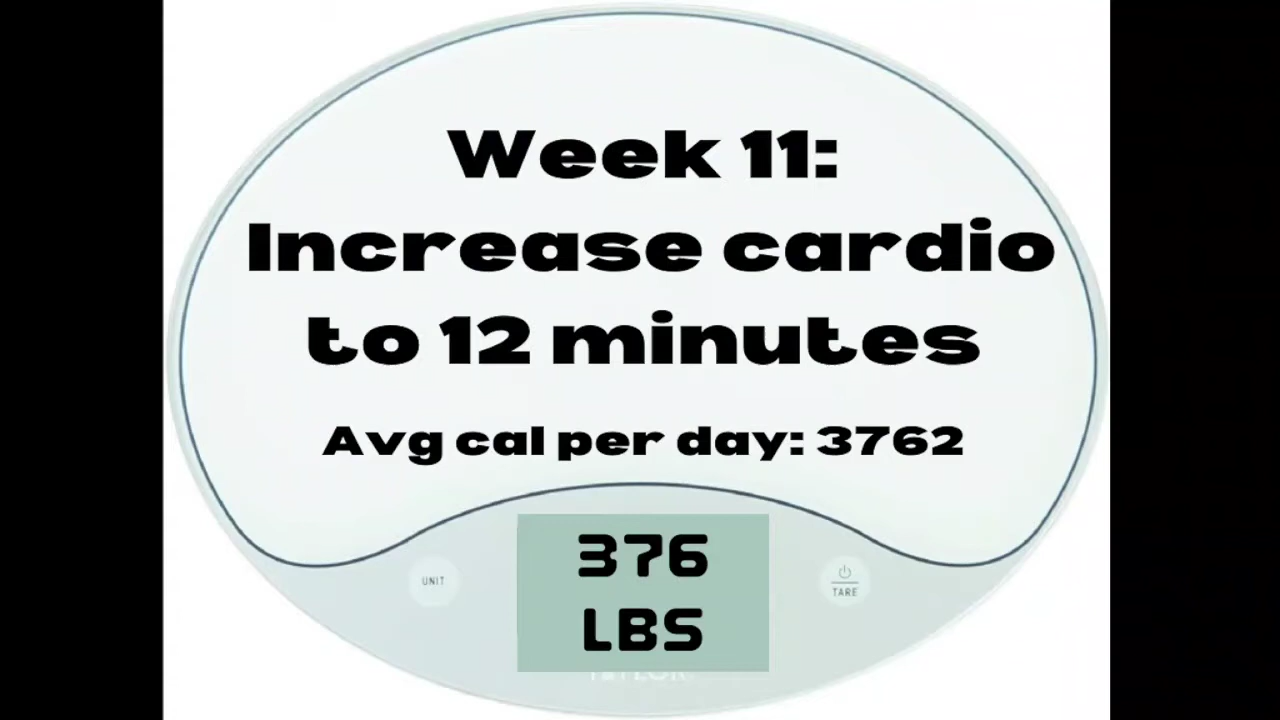 Week 11:
Increase cardio
to 12 minutes
Avg cal per day: 3762
376
LBS
UNIT
TARE